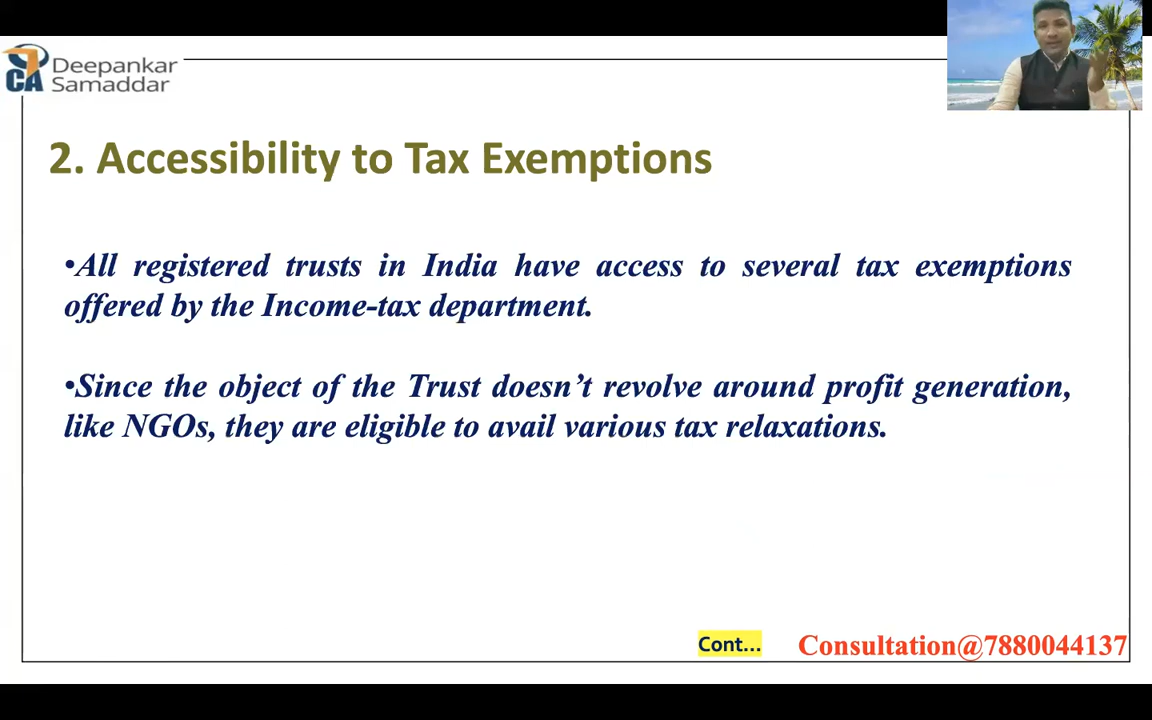 CA Deepankar
Samaddar
2. Accessibility to Tax Exemptions
•All registered trusts in India have access to several tax exemptions
offered by the Income-tax department.
•Since the object of the Trust doesn’t revolve around profit generation,
like NGOs, they are eligible to avail various tax relaxations.
Cont... Consultation@7880044137